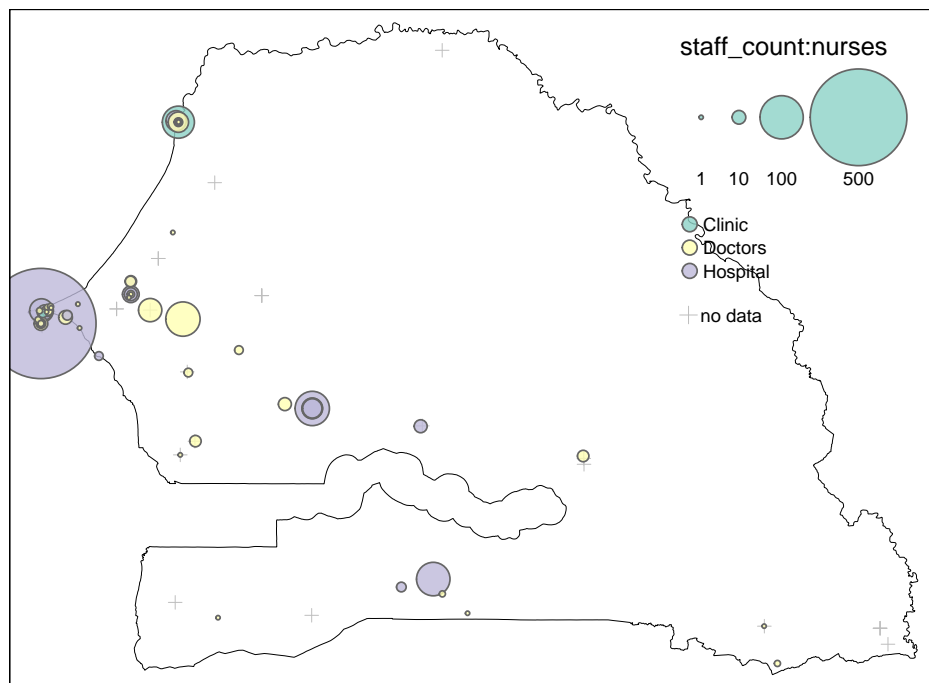 staff_count:nurses
1 10 100 500
Clinic
Doctors
Hospital
no data